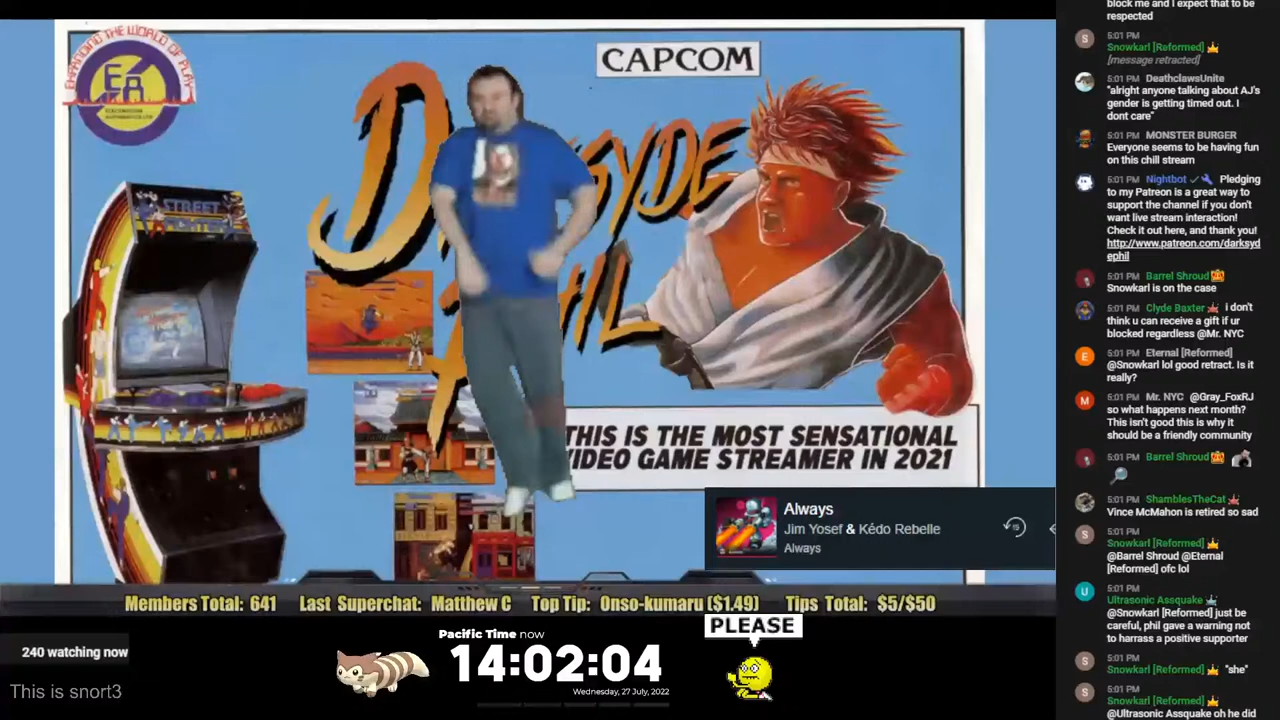 EXPANDING THE WORLD OF PLAY
CAPCOM
STREET
THIS IS THE MOST SENSATIONAL
VIDEO GAME STREAMER IN 2021
Always
Jim Yosef & Kédo Rebelle
Always
15
Members Total: 641
Last Superchat: Matthew C
Top Tip: Onso-kumaru ($1.49)
Tips Total: $5/$50
PLEASE
240 watching now
This is snort3
Pacific Time now
14:02:04
Wednesday, 27 July, 2022
block me and I expect that to be
respected
S
5:01 PM
Snowkarl [Reformed]
[message retracted]
5:01 PM DeathclawsUnite
"alright anyone talking about AJ's
gender is getting timed out. I
dont care"
5:01 PM MONSTER BURGER
Everyone seems to be having fun
on this chill stream
5:01 PM Nightbot Pledging
to my Patreon is a great way to
support the channel if you don't
want live stream interaction!
Check it out here, and thank you!
http://www.patreon.com/darksyd
ephil
5:01 PM Barrel Shroud
Snowkarl is on the case
5:01 PM Clyde Baxter i don't
think u can receive a gift if ur
blocked regardless @Mr. NYC
E
5:01 PM Eternal [Reformed]
@Snowkarl lol good retract. Is it
really?
M
5:01 PM Mr. NYC @Gray_FoxRJ
so what happens next month?
This isn't good this is why it
should be a friendly community
5:01 PM Barrel Shroud
5:01 PM ShamblesTheCat
Vince McMahon is retired so sad
S
5:01 PM
Snowkarl [Reformed]
@Barrel Shroud @Eternal
[Reformed] ofc lol
U
5:01 PM
Ultrasonic Assquake
@Snowkarl [Reformed] just be
careful, phil gave a warning not
to harrass a positive supporter
S
5:01 PM
Snowkarl [Reformed] "she"
S
5:01 PM
Snowkarl [Reformed]
@Ultrasonic Assquake oh he did